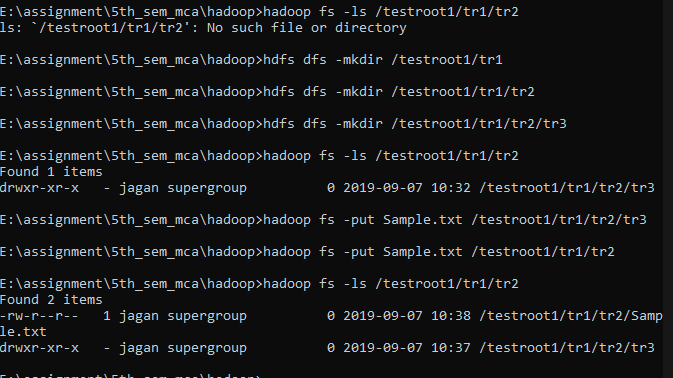 E:\assignment\5th_sem_mca\hadoop>hadoop fs -ls /testroot1/tr1/tr2
ls: `/testroot1/tr1/tr2': No such file or directory
E:\assignment\5th_sem_mca\hadoop>hdfs dfs -mkdir /testroot1/tr1
E:\assignment\5th_sem_mca\hadoop>hdfs dfs -mkdir /testroot1/tr1/tr2
E:\assignment\5th_sem_mca\hadoop>hdfs dfs -mkdir /testroot1/tr1/tr2/tr3
E:\assignment\5th_sem_mca\hadoop>hadoop fs -ls /testroot1/tr1/tr2
Found 1 items
drwxr-xr-x   - jagan supergroup          0 2019-09-07 10:32 /testroot1/tr1/tr2/tr3
E:\assignment\5th_sem_mca\hadoop>hadoop fs -put Sample.txt /testroot1/tr1/tr2/tr3
E:\assignment\5th_sem_mca\hadoop>hadoop fs -put Sample.txt /testroot1/tr1/tr2
E:\assignment\5th_sem_mca\hadoop>hadoop fs -ls /testroot1/tr1/tr2
Found 2 items
-rw-r--r--   1 jagan supergroup          0 2019-09-07 10:38 /testroot1/tr1/tr2/Samp
le.txt
drwxr-xr-x   - jagan supergroup          0 2019-09-07 10:37 /testroot1/tr1/tr2/tr3
E:\assignment\5th_sem_mca\hadoop>